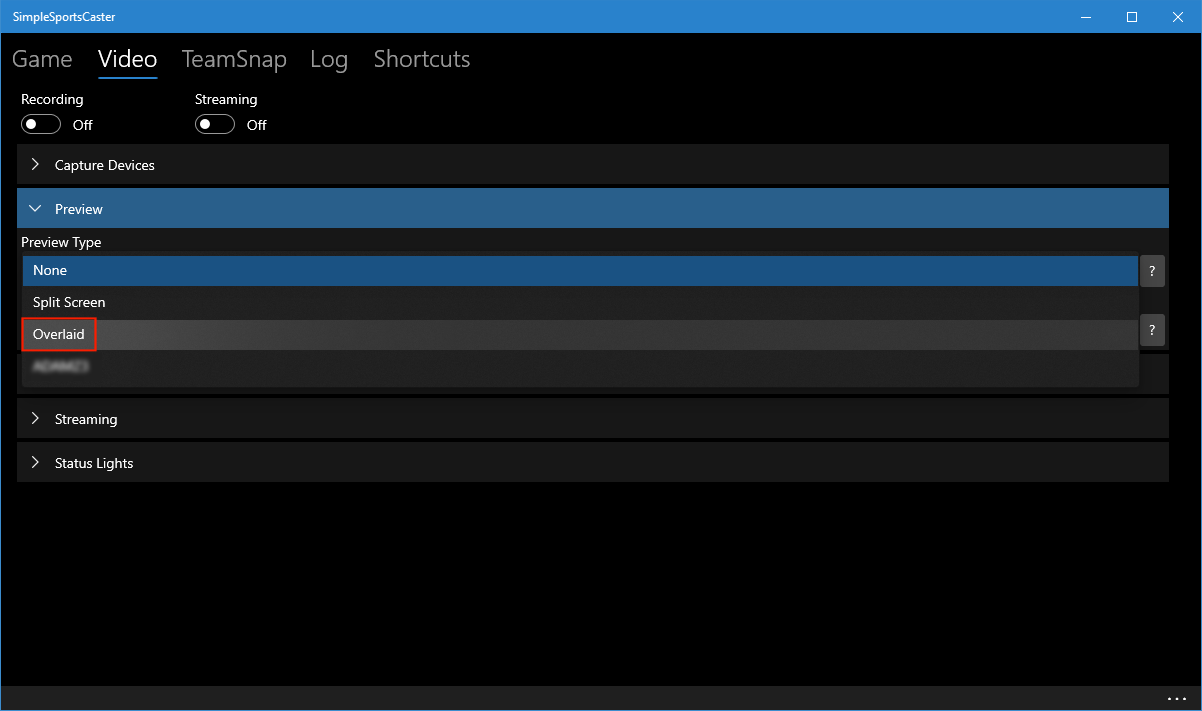 SimpleSportsCaster
Game Video TeamSnap Log Shortcuts
Recording Streaming
Off Off
Capture Devices
Preview
Preview Type
None
?
Split Screen
Overlaid
?
Streaming
Status Lights